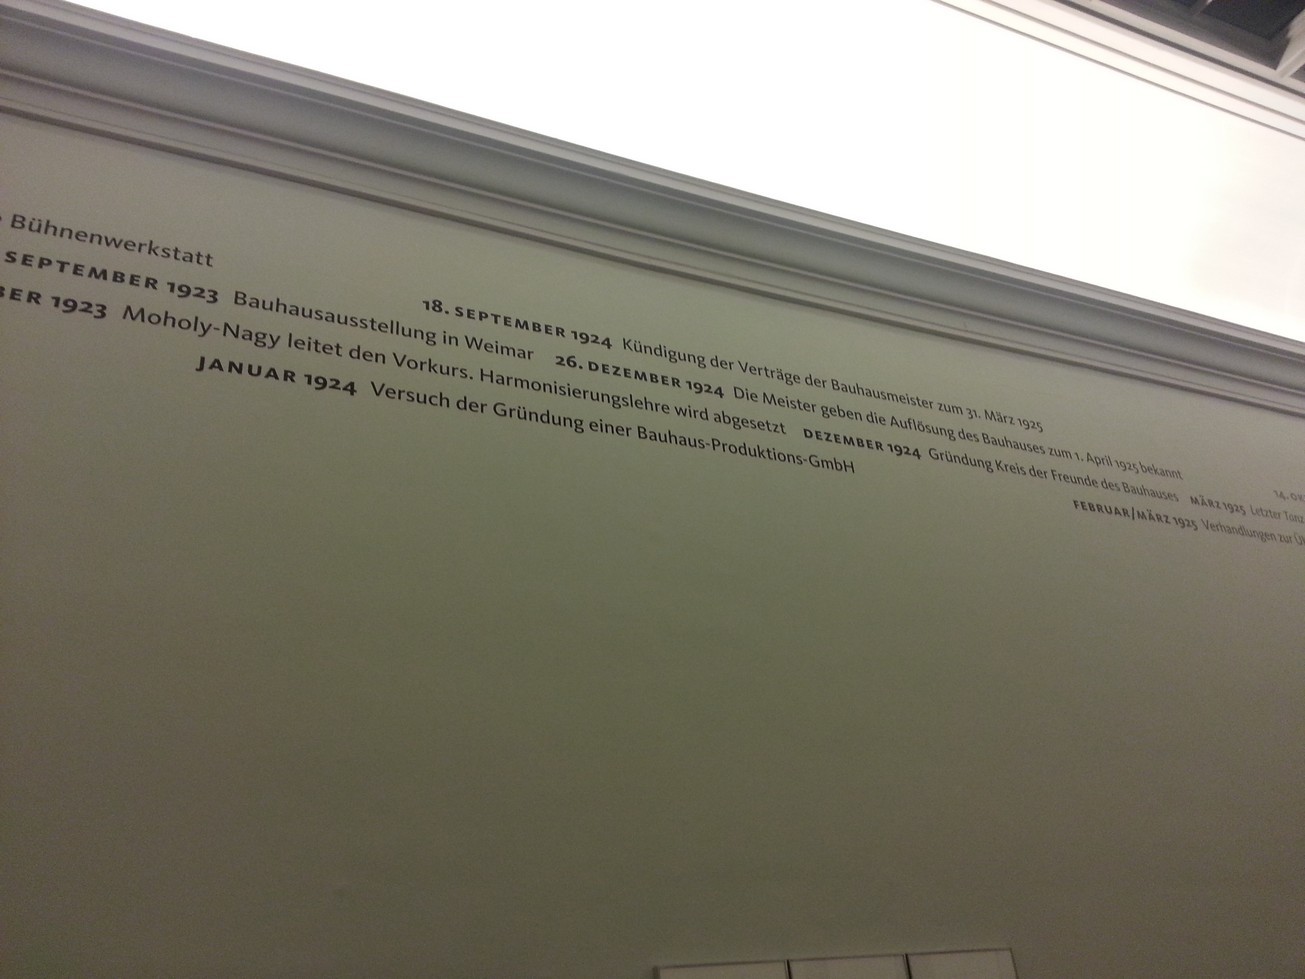 Bühnenwerkstatt
18. SEPTEMBER 1924 Kündigung der Verträge der Bauhausmeister zum 31. März 1925
SEPTEMBER 1923 Bauhausausstellung in Weimar 26. DEZEMBER 1924 Die Meister geben die Auflösung des Bauhauses zum 1. April 1925 bekannt
BER 1923 Moholy-Nagy leitet den Vorkurs. Harmonisierungslehre wird abgesetzt DEZEMBER 1924 Gründung Kreis der Freunde des Bauhauses MÄRZ 1925 Letzter Tanz
JANUAR 1924 Versuch der Gründung einer Bauhaus-Produktions-GmbH FEBRUAR/MÄRZ 1925 Verhandlungen zur